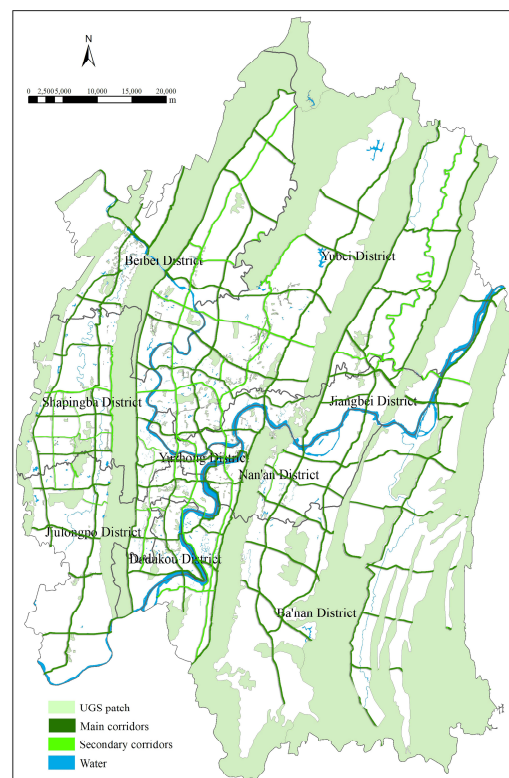 N
0 2,500 5,000 10,000 15,000 20,000
m
Beibei District
Yubei District
Shapingba District
Jiangbei District
Yuzhong District
Nan'an District
Jiulongpo District
Dadukou District
Ba'nan District
UGS patch
Main corridors
Secondary corridors
Water